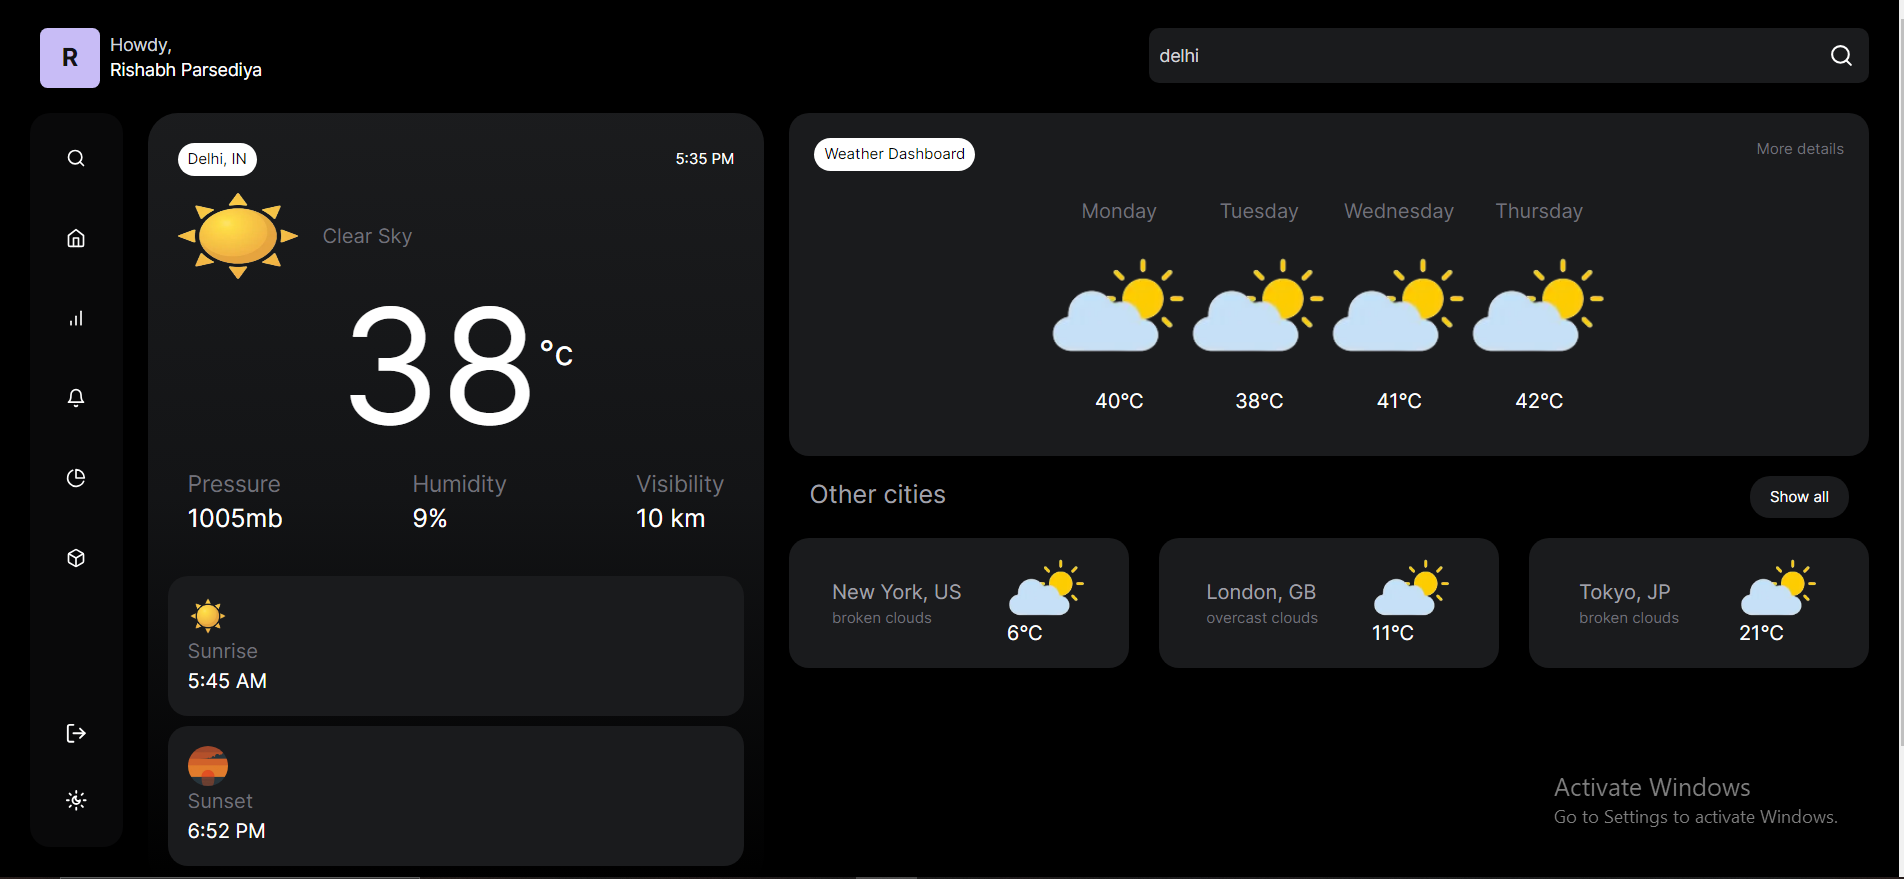 R
Howdy,
Rishabh Parsediya
delhi
Delhi, IN
5:35 PM
Clear Sky
38 °c
Pressure
1005mb
Humidity
9%
Visibility
10 km
Sunrise
5:45 AM
Sunset
6:52 PM
Weather Dashboard
More details
Monday Tuesday Wednesday Thursday
40°C 38°C 41°C 42°C
Other cities
Show all
New York, US
broken clouds
6°C
London, GB
overcast clouds
11°C
Tokyo, JP
broken clouds
21°C
Activate Windows
Go to Settings to activate Windows.